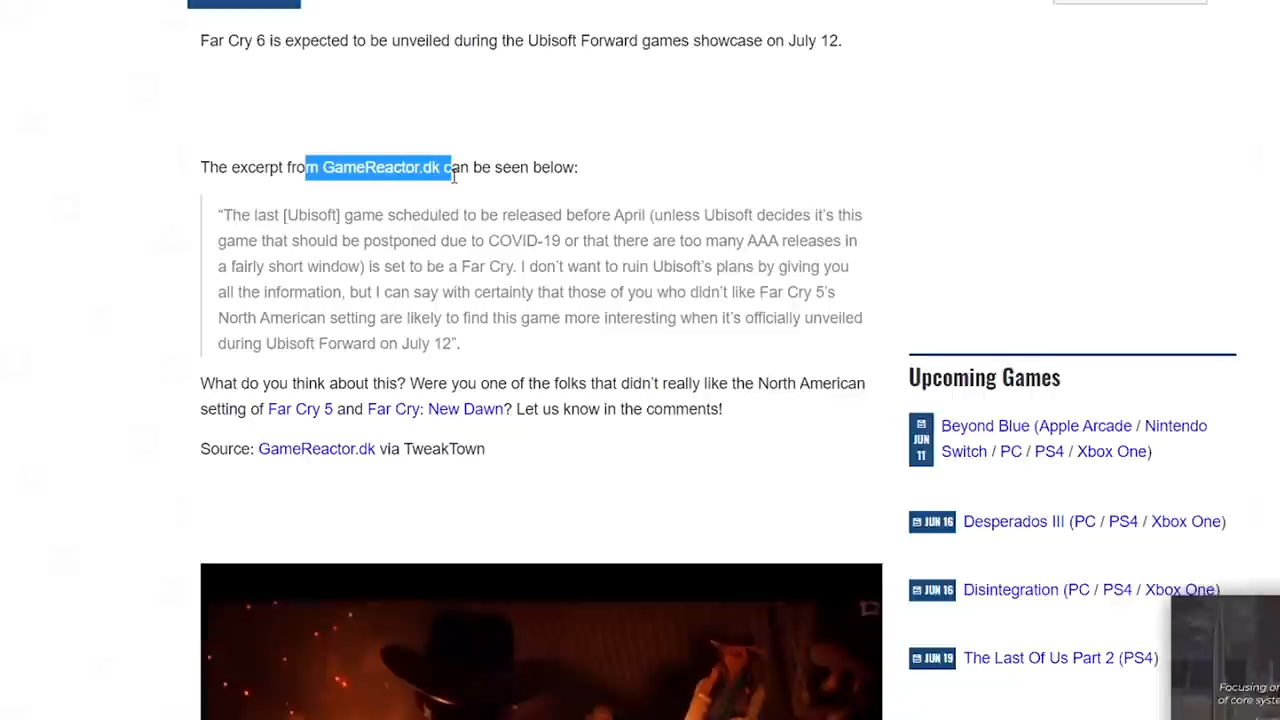 Far Cry 6 is expected to be unveiled during the Ubisoft Forward games showcase on July 12.
The excerpt from GameReactor.dk can be seen below:
“The last [Ubisoft] game scheduled to be released before April (unless Ubisoft decides it’s this
game that should be postponed due to COVID-19 or that there are too many AAA releases in
a fairly short window) is set to be a Far Cry. I don’t want to ruin Ubisoft’s plans by giving you
all the information, but I can say with certainty that those of you who didn’t like Far Cry 5’s
North American setting are likely to find this game more interesting when it’s officially unveiled
during Ubisoft Forward on July 12”.
What do you think about this? Were you one of the folks that didn’t really like the North American
setting of Far Cry 5 and Far Cry: New Dawn? Let us know in the comments!
Source: GameReactor.dk via TweakTown
Upcoming Games
JUN
11
Beyond Blue (Apple Arcade / Nintendo
Switch / PC / PS4 / Xbox One)
JUN 16 Desperados III (PC / PS4 / Xbox One)
JUN 16 Disintegration (PC / PS4 / Xbox One)
JUN 19 The Last Of Us Part 2 (PS4)
Focusing
of core